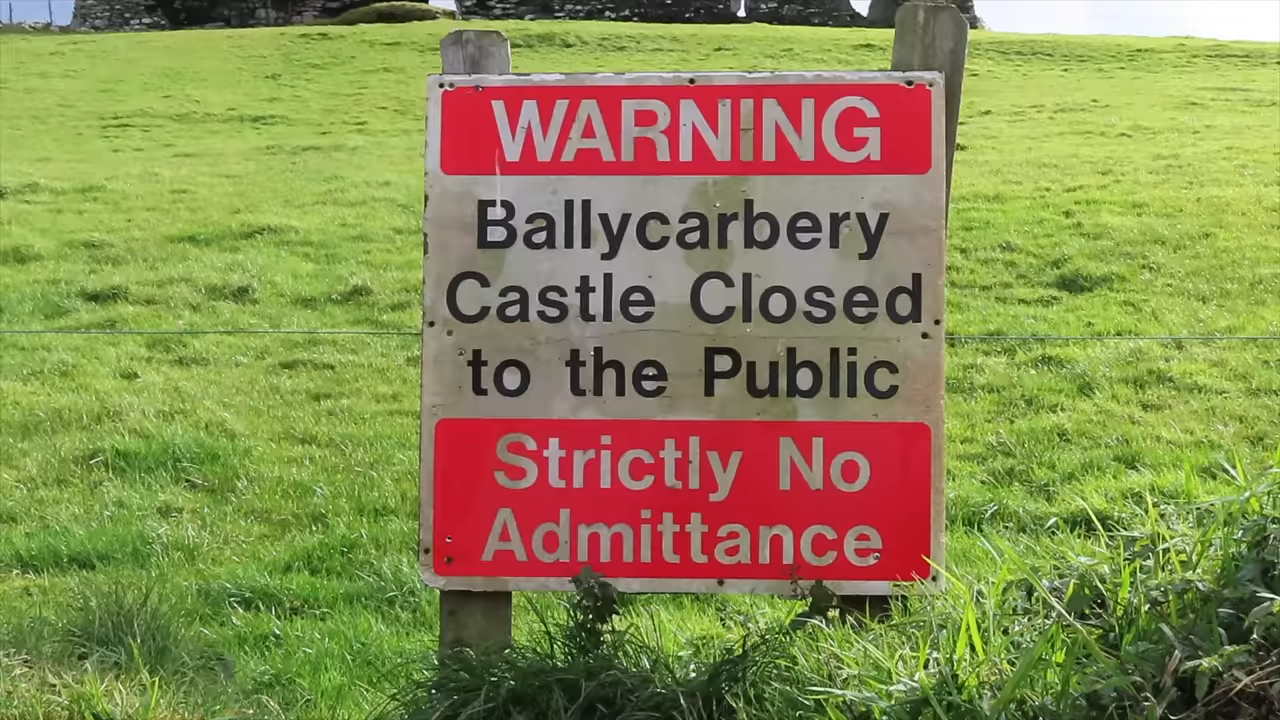 WARNING
Ballycarbery
Castle Closed
to the Public
Strictly No
Admittance